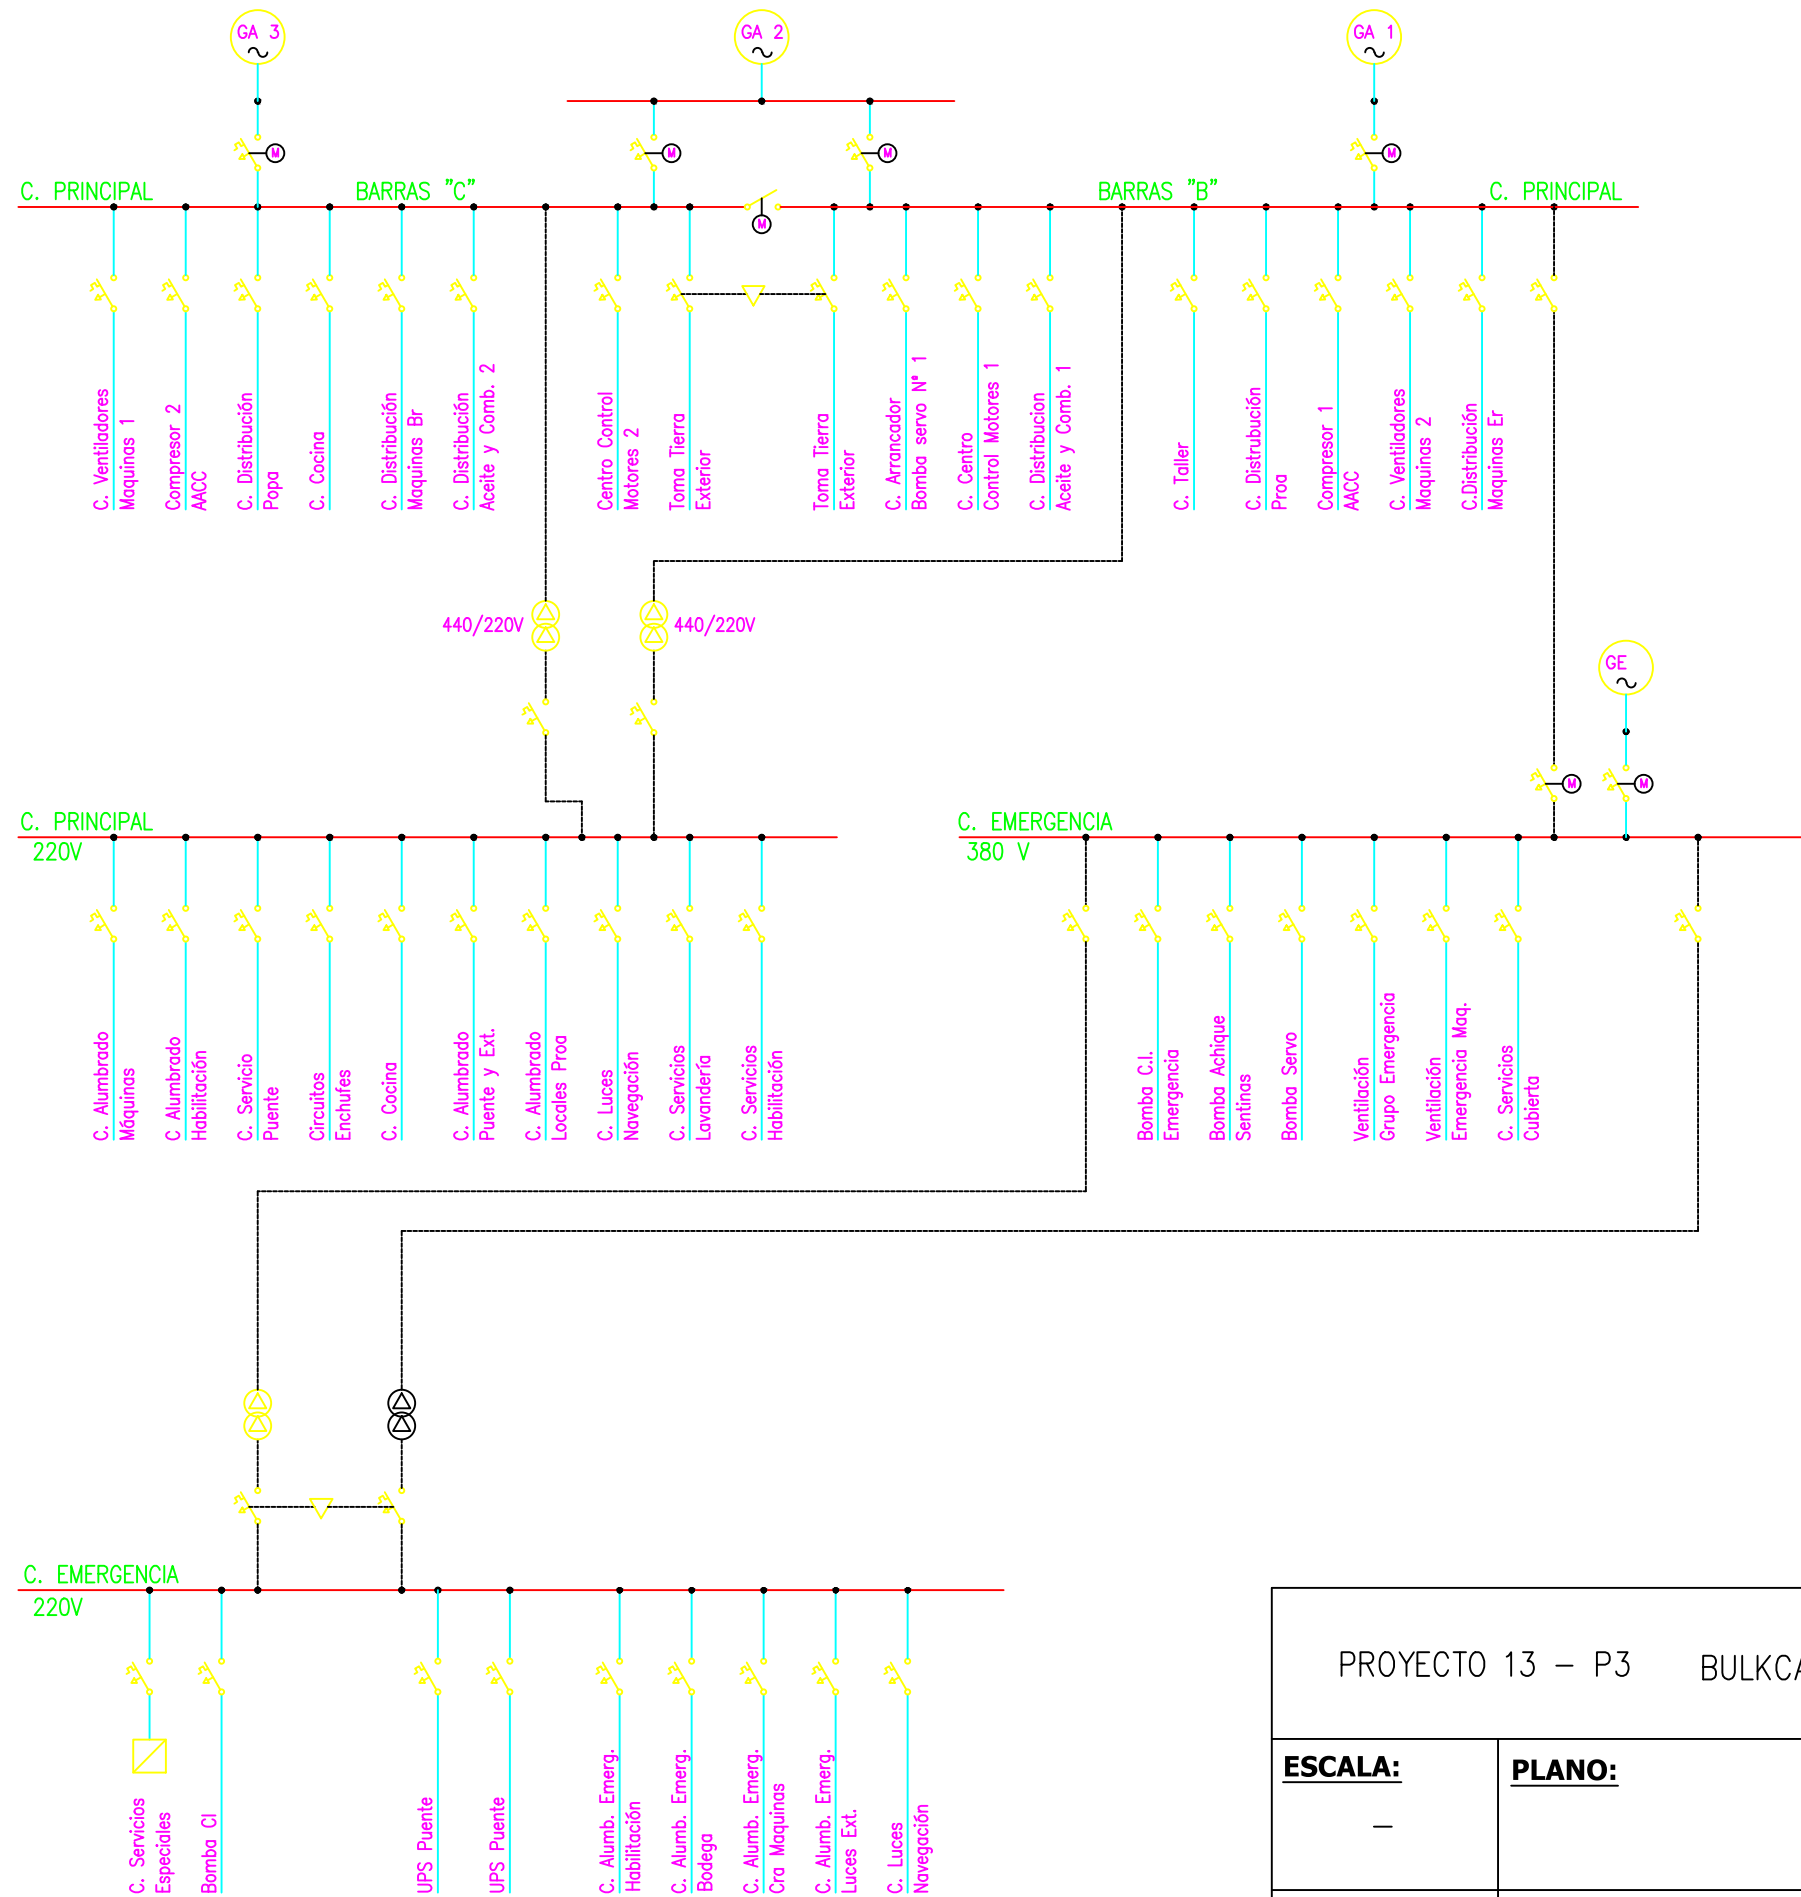 GA 3
GA 2
GA 1
M
M
M
M
C. PRINCIPAL
BARRAS "C"
BARRAS "B"
C. PRINCIPAL
M
C. Ventiladores
Maquinas 1
Compresor 2
AACC
C. Distribución
Popa
C. Cocina
C. Distribución
Maquinas Br
C. Distribución
Aceite y Comb. 2
Centro Control
Motores 2
Toma Tierra
Exterior
Toma Tierra
Exterior
C. Arrancador
Bomba servo Nº 1
C. Centro
Control Motores 1
C. Distribucion
Aceite y Comb. 1
C. Taller
C. Distrubución
Proa
Compresor 1
AACC
C. Ventiladores
Maquinas 2
C.Distribución
Maquinas Er
440/220V
440/220V
GE
M
M
C. PRINCIPAL
220V
C. EMERGENCIA
380 V
C. Alumbrado
Máquinas
C Alumbrado
Habilitación
C. Servicio
Puente
Circuitos
Enchufes
C. Cocina
C. Alumbrado
Puente y Ext.
C. Alumbrado
Locales Proa
C. Luces
Navegación
C. Servicios
Lavandería
C. Servicios
Habilitación
Bomba C.I.
Emergencia
Bomba Achique
Sentinas
Bomba Servo
Ventilación
Grupo Emergencia
Ventilación
Emergencia Maq.
C. Servicios
Cubierta
C. EMERGENCIA
220V
C. Servicios
Especiales
Bomba CI
UPS Puente
UPS Puente
C. Alumb. Emerg.
Habilitación
C. Alumb. Emerg.
Bodega
C. Alumb. Emerg.
Cra Maquinas
C. Alumb. Emerg.
Luces Ext.
C. Luces
Navegación
PROYECTO 13 – P3 BULKCA
ESCALA:
PLANO:
–